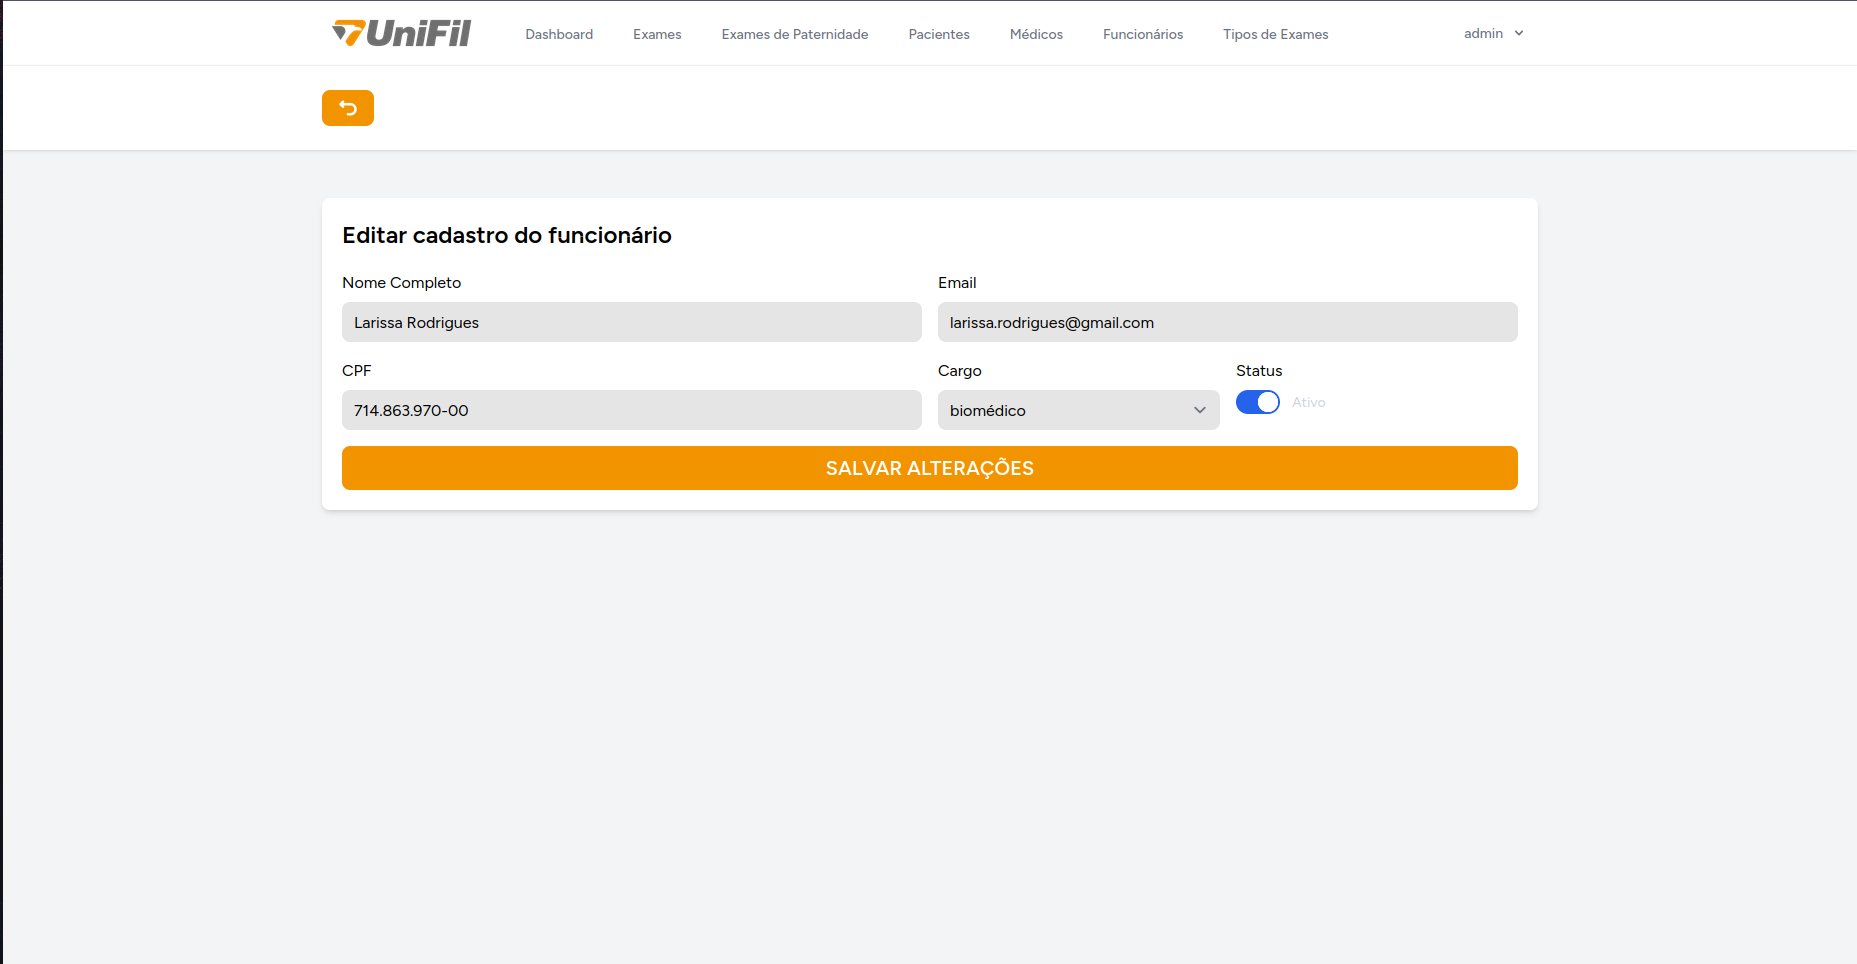 UniFil Dashboard Exames Exames de Paternidade Pacientes Médicos Funcionários Tipos de Exames admin
Editar cadastro do funcionário
Nome Completo Email
Larissa Rodrigues larissa.rodrigues@gmail.com
CPF Cargo Status
714.863.970-00 biomédico Ativo
SALVAR ALTERAÇÕES